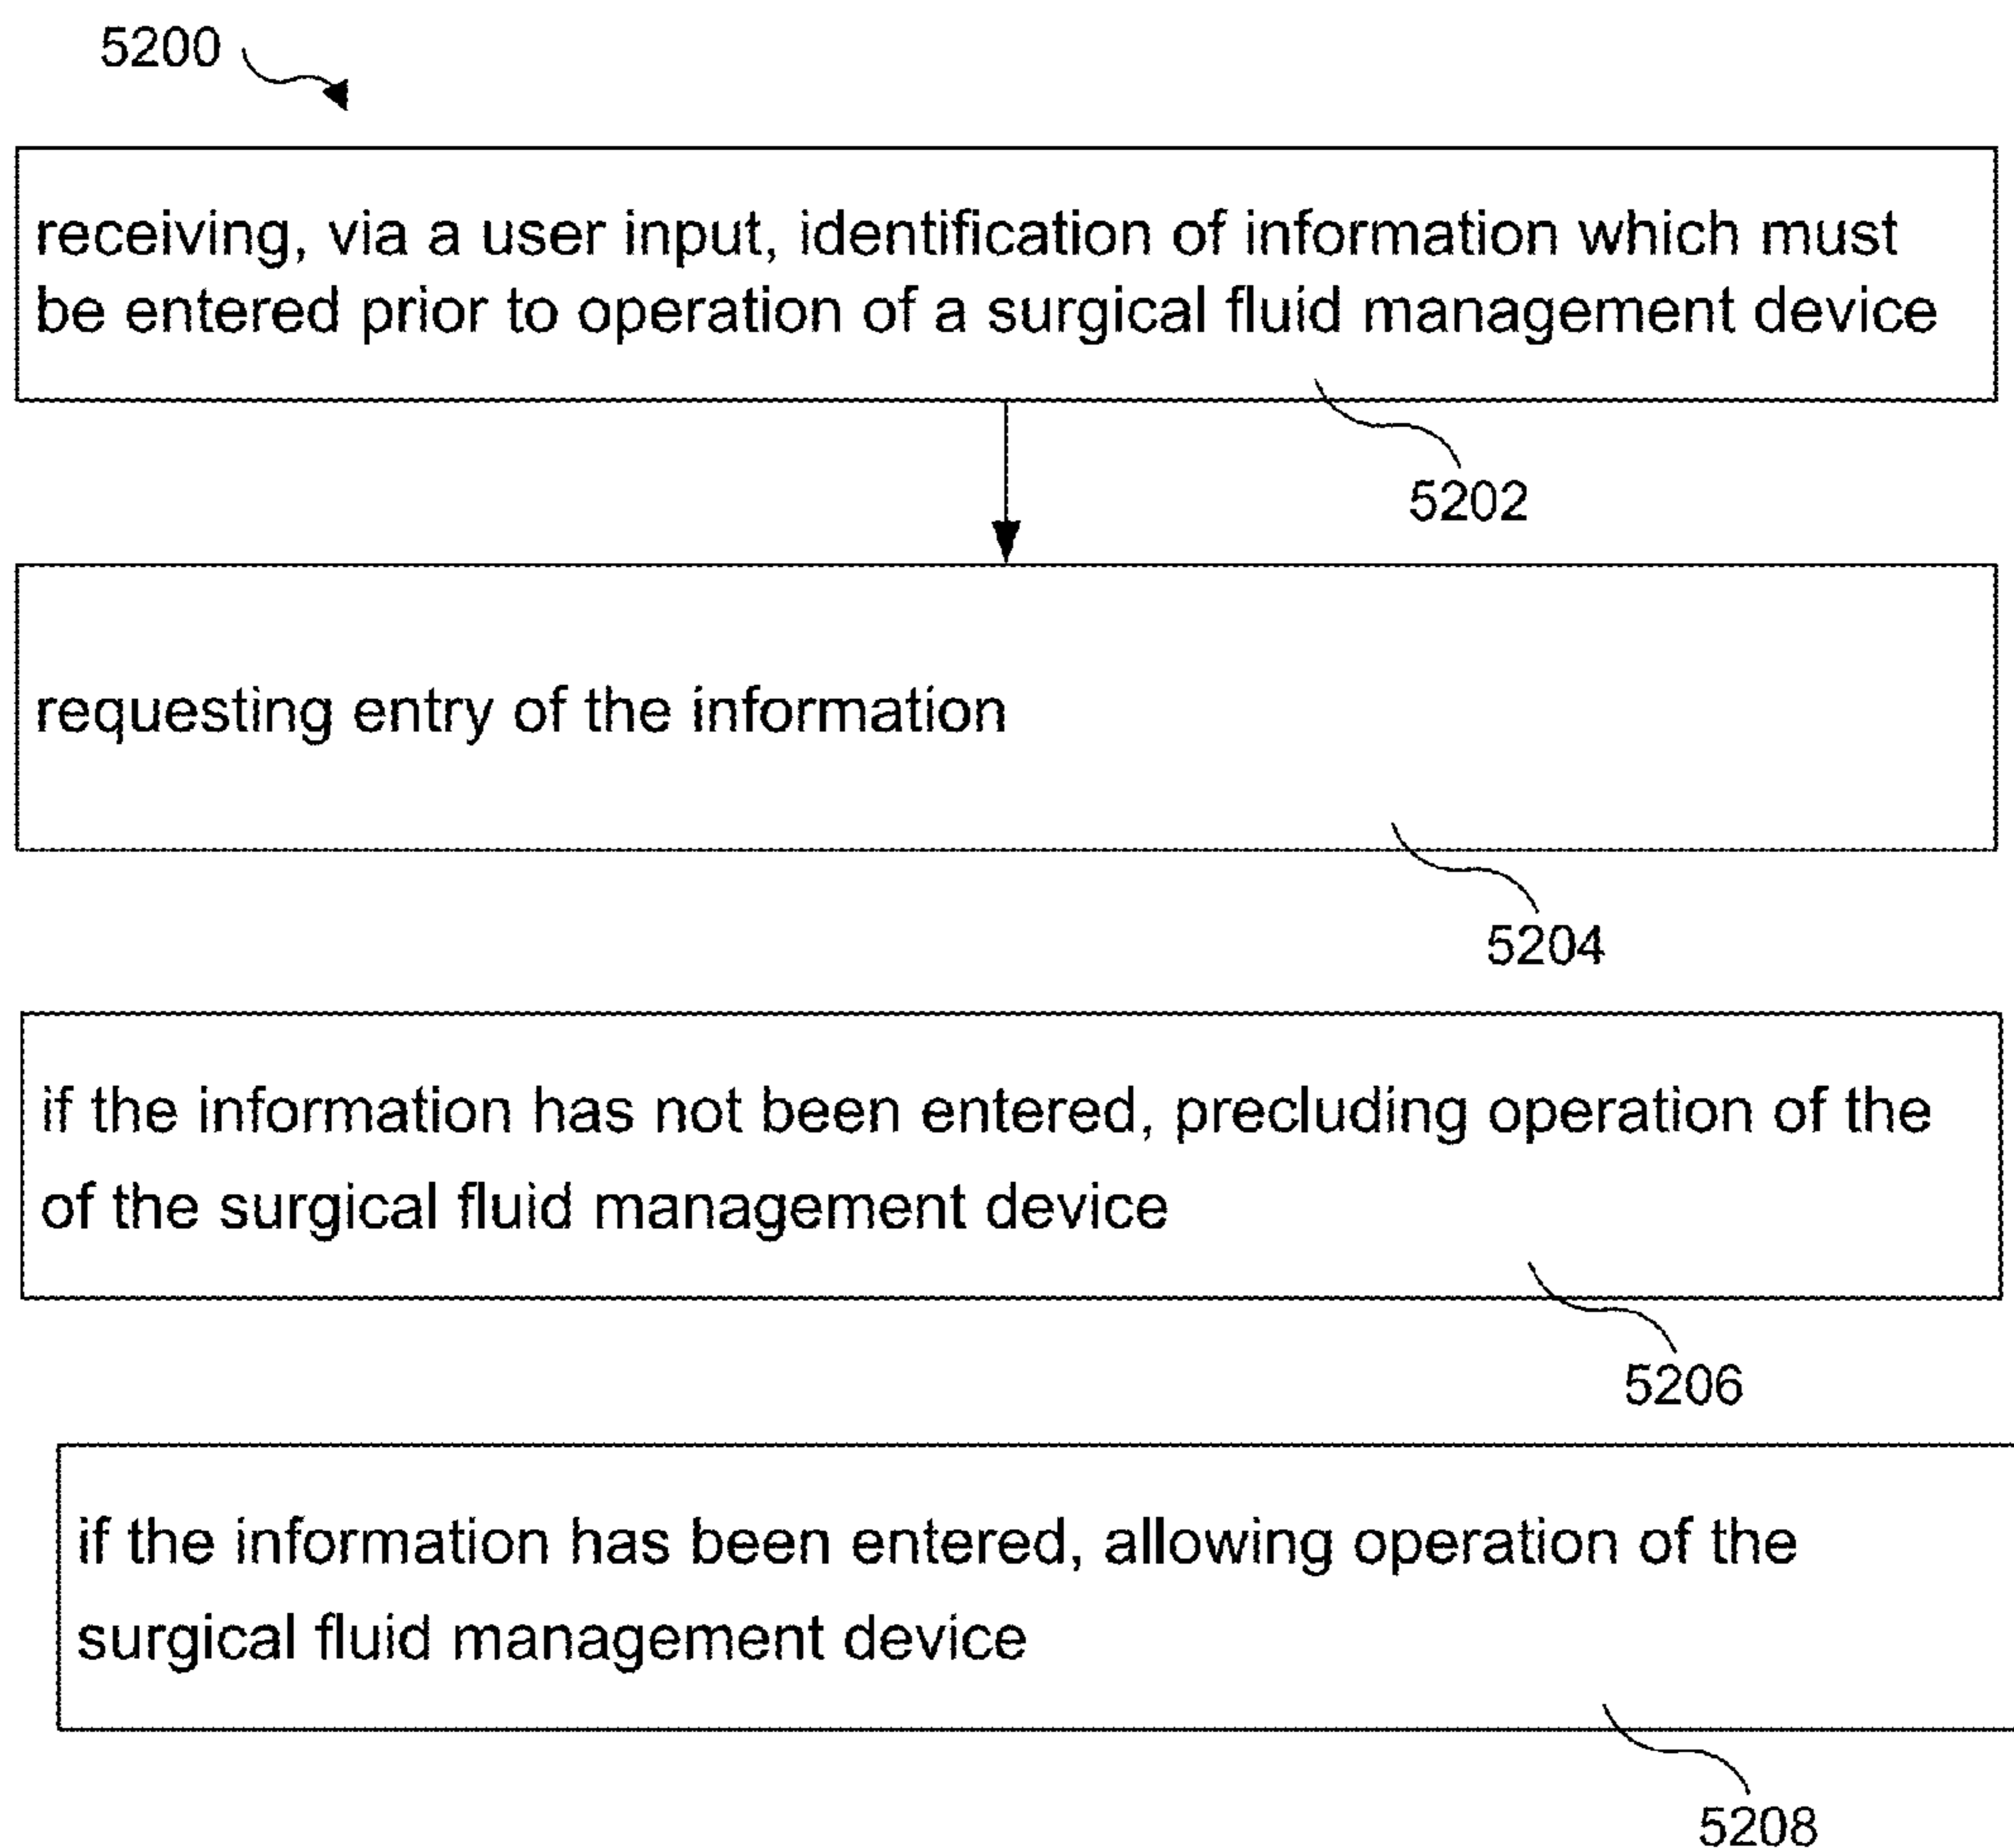 5200
receiving, via a user input, identification of information which must
be entered prior to operation of a surgical fluid management device
5202
requesting entry of the information
5204
if the information has not been entered, precluding operation of the
of the surgical fluid management device
5206
if the information has been entered, allowing operation of the
surgical fluid management device
5208